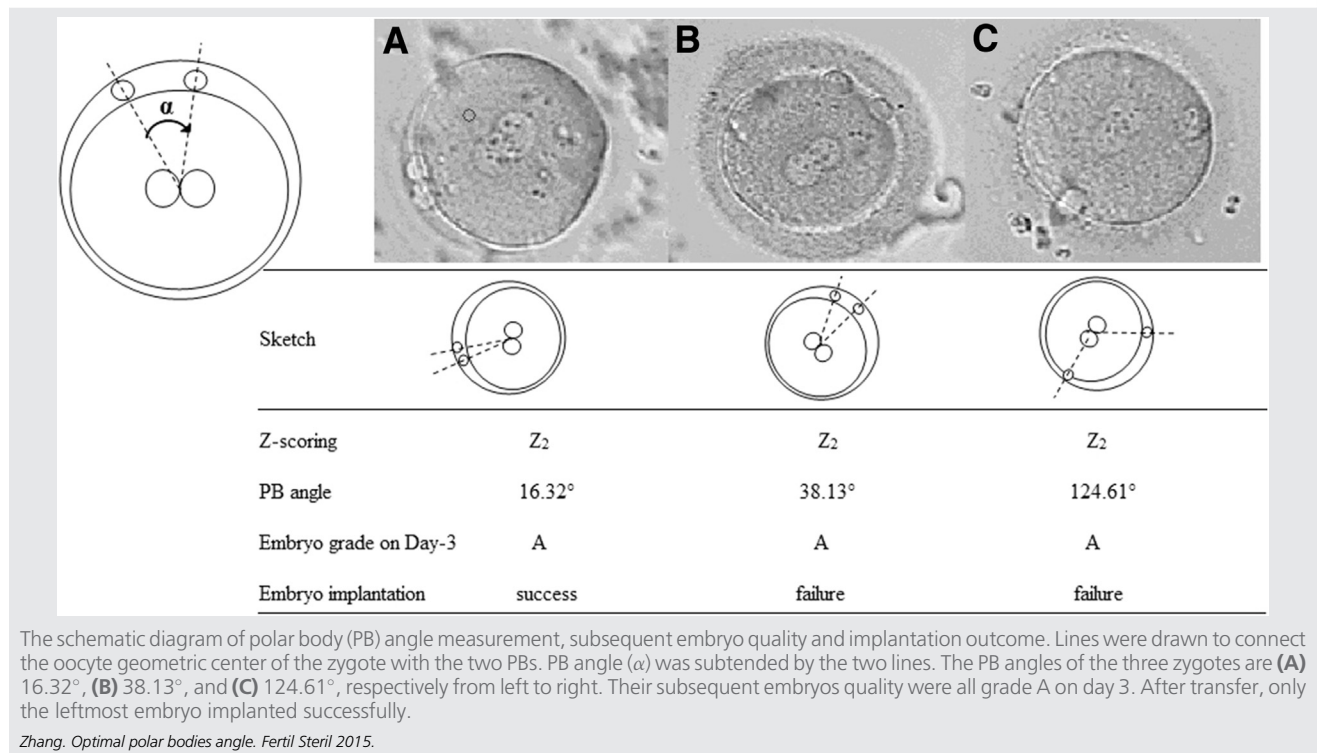 α
A
B
C
Sketch
Z-scoring Z2 Z2 Z2
PB angle 16.32° 38.13° 124.61°
Embryo grade on Day-3 A A A
Embryo implantation success failure failure
The schematic diagram of polar body (PB) angle measurement, subsequent embryo quality and implantation outcome. Lines were drawn to connect
the oocyte geometric center of the zygote with the two PBs. PB angle (α) was subtended by the two lines. The PB angles of the three zygotes are (A)
16.32°, (B) 38.13°, and (C) 124.61°, respectively from left to right. Their subsequent embryos quality were all grade A on day 3. After transfer, only
the leftmost embryo implanted successfully.
Zhang. Optimal polar bodies angle. Fertil Steril 2015.